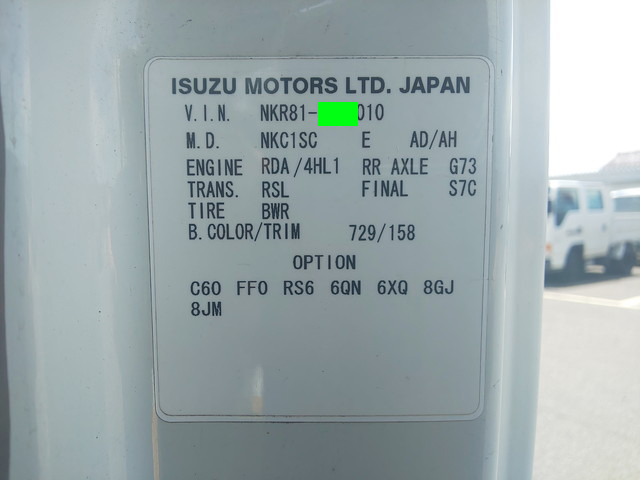 ISUZU MOTORS LTD. JAPAN
V.I.N. NKR81- 010
M.D. NKC1SC E AD/AH
ENGINE RDA/4HL1 RR AXLE G73
TRANS. RSL FINAL S7C
TIRE BWR
B.COLOR/TRIM 729/158
OPTION
C60 FF0 RS6 6QN 6XQ 8GJ
8JM